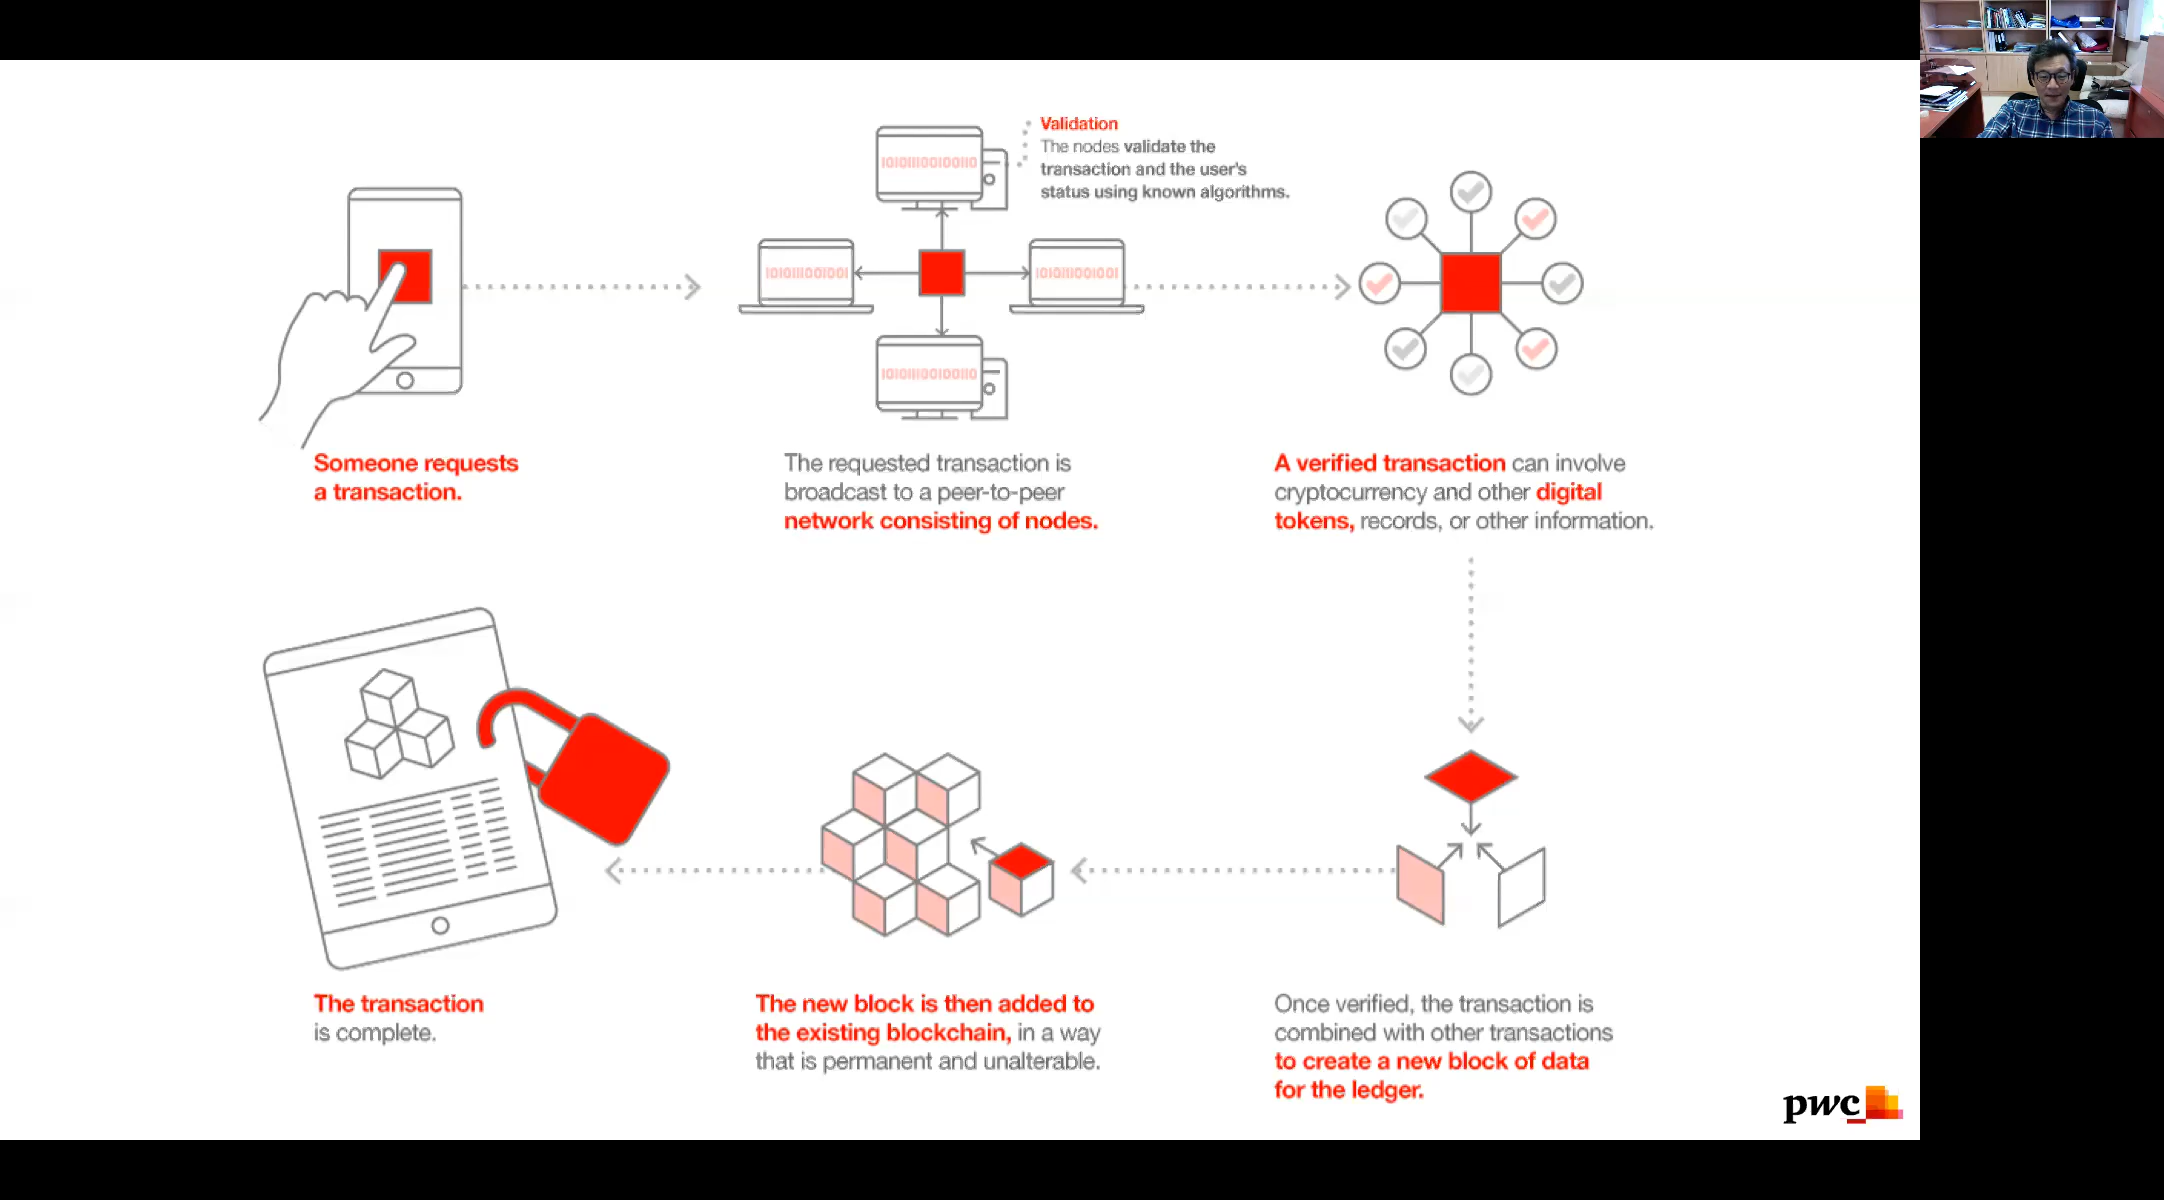 Validation
The nodes validate the
transaction and the user's
status using known algorithms.
1010111100100110
1010111001001
1010111001001
1010111100100110
Someone requests
a transaction.
The requested transaction is
broadcast to a peer-to-peer
network consisting of nodes.
A verified transaction can involve
cryptocurrency and other digital
tokens, records, or other information.
The transaction
is complete.
The new block is then added to
the existing blockchain, in a way
that is permanent and unalterable.
Once verified, the transaction is
combined with other transactions
to create a new block of data
for the ledger.
pwc